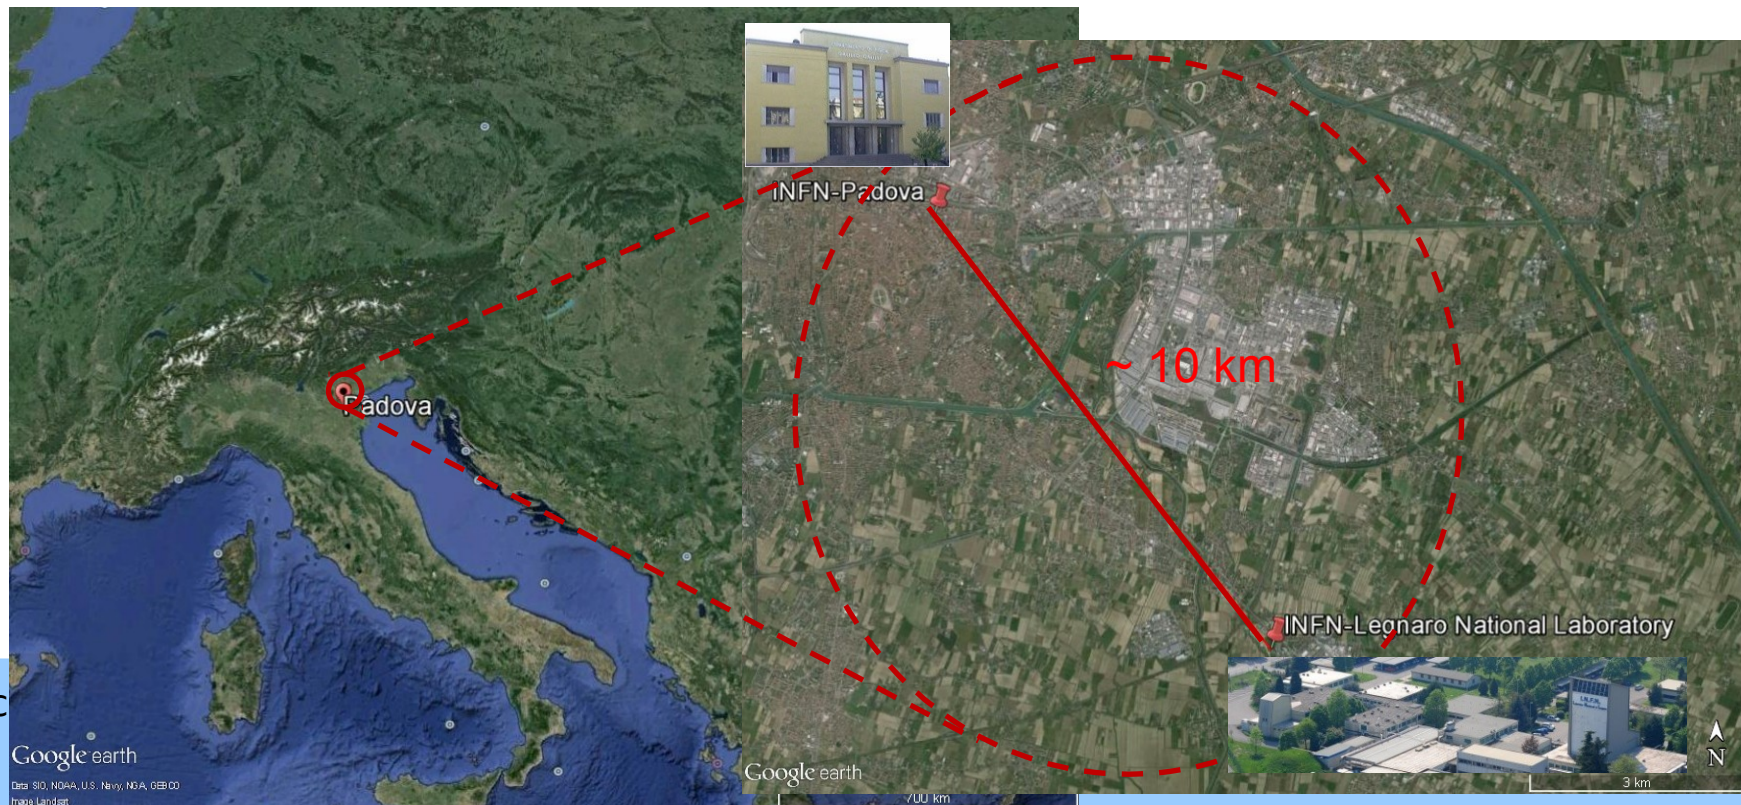 INFN-Padova
~ 10 km
Padova
INFN-Legnaro National Laboratory
I.N.F.N.
c
Google earth
Data SIO, NOAA, U.S. Navy, NGA, GEBCO
Image Landsat
700 km
Google earth
N
3 km